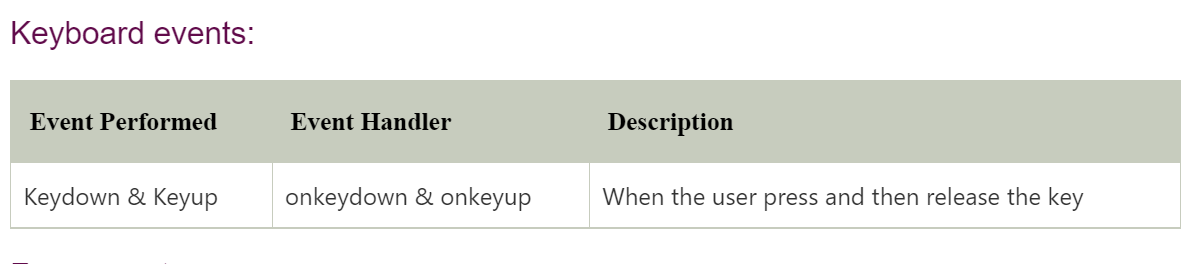 Keyboard events:
Event Performed Event Handler Description
Keydown & Keyup onkeydown & onkeyup When the user press and then release the key